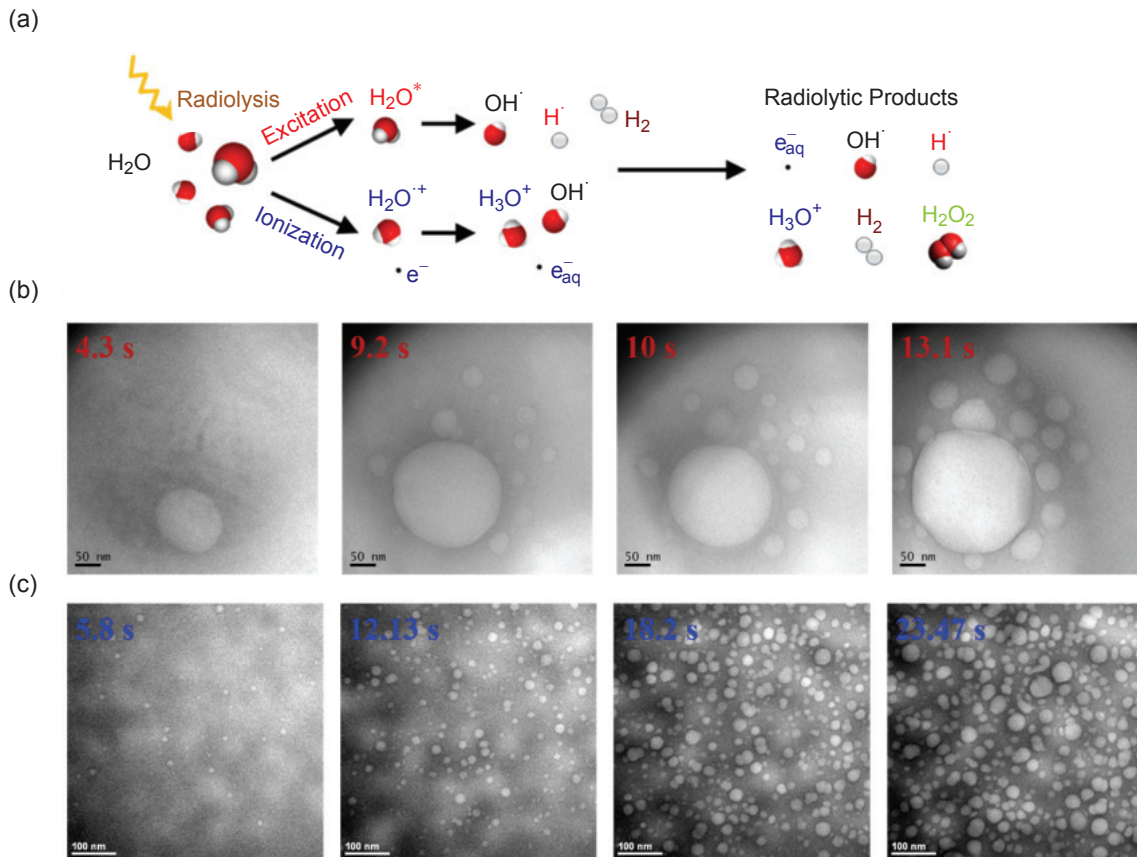 (a)
Radiolysis
H₂O
Excitation
H₂O*
OH˙
H˙
H₂
Ionization
H₂O˙⁺
e⁻
H₃O⁺
OH˙
e⁻aq
Radiolytic Products
e⁻aq
OH˙
H˙
H₃O⁺
H₂
H₂O₂
(b)
4.3 s
9.2 s
10 s
13.1 s
50 nm
50 nm
50 nm
50 nm
(c)
5.8 s
12.13 s
18.2 s
23.47 s
100 nm
100 nm
100 nm
100 nm